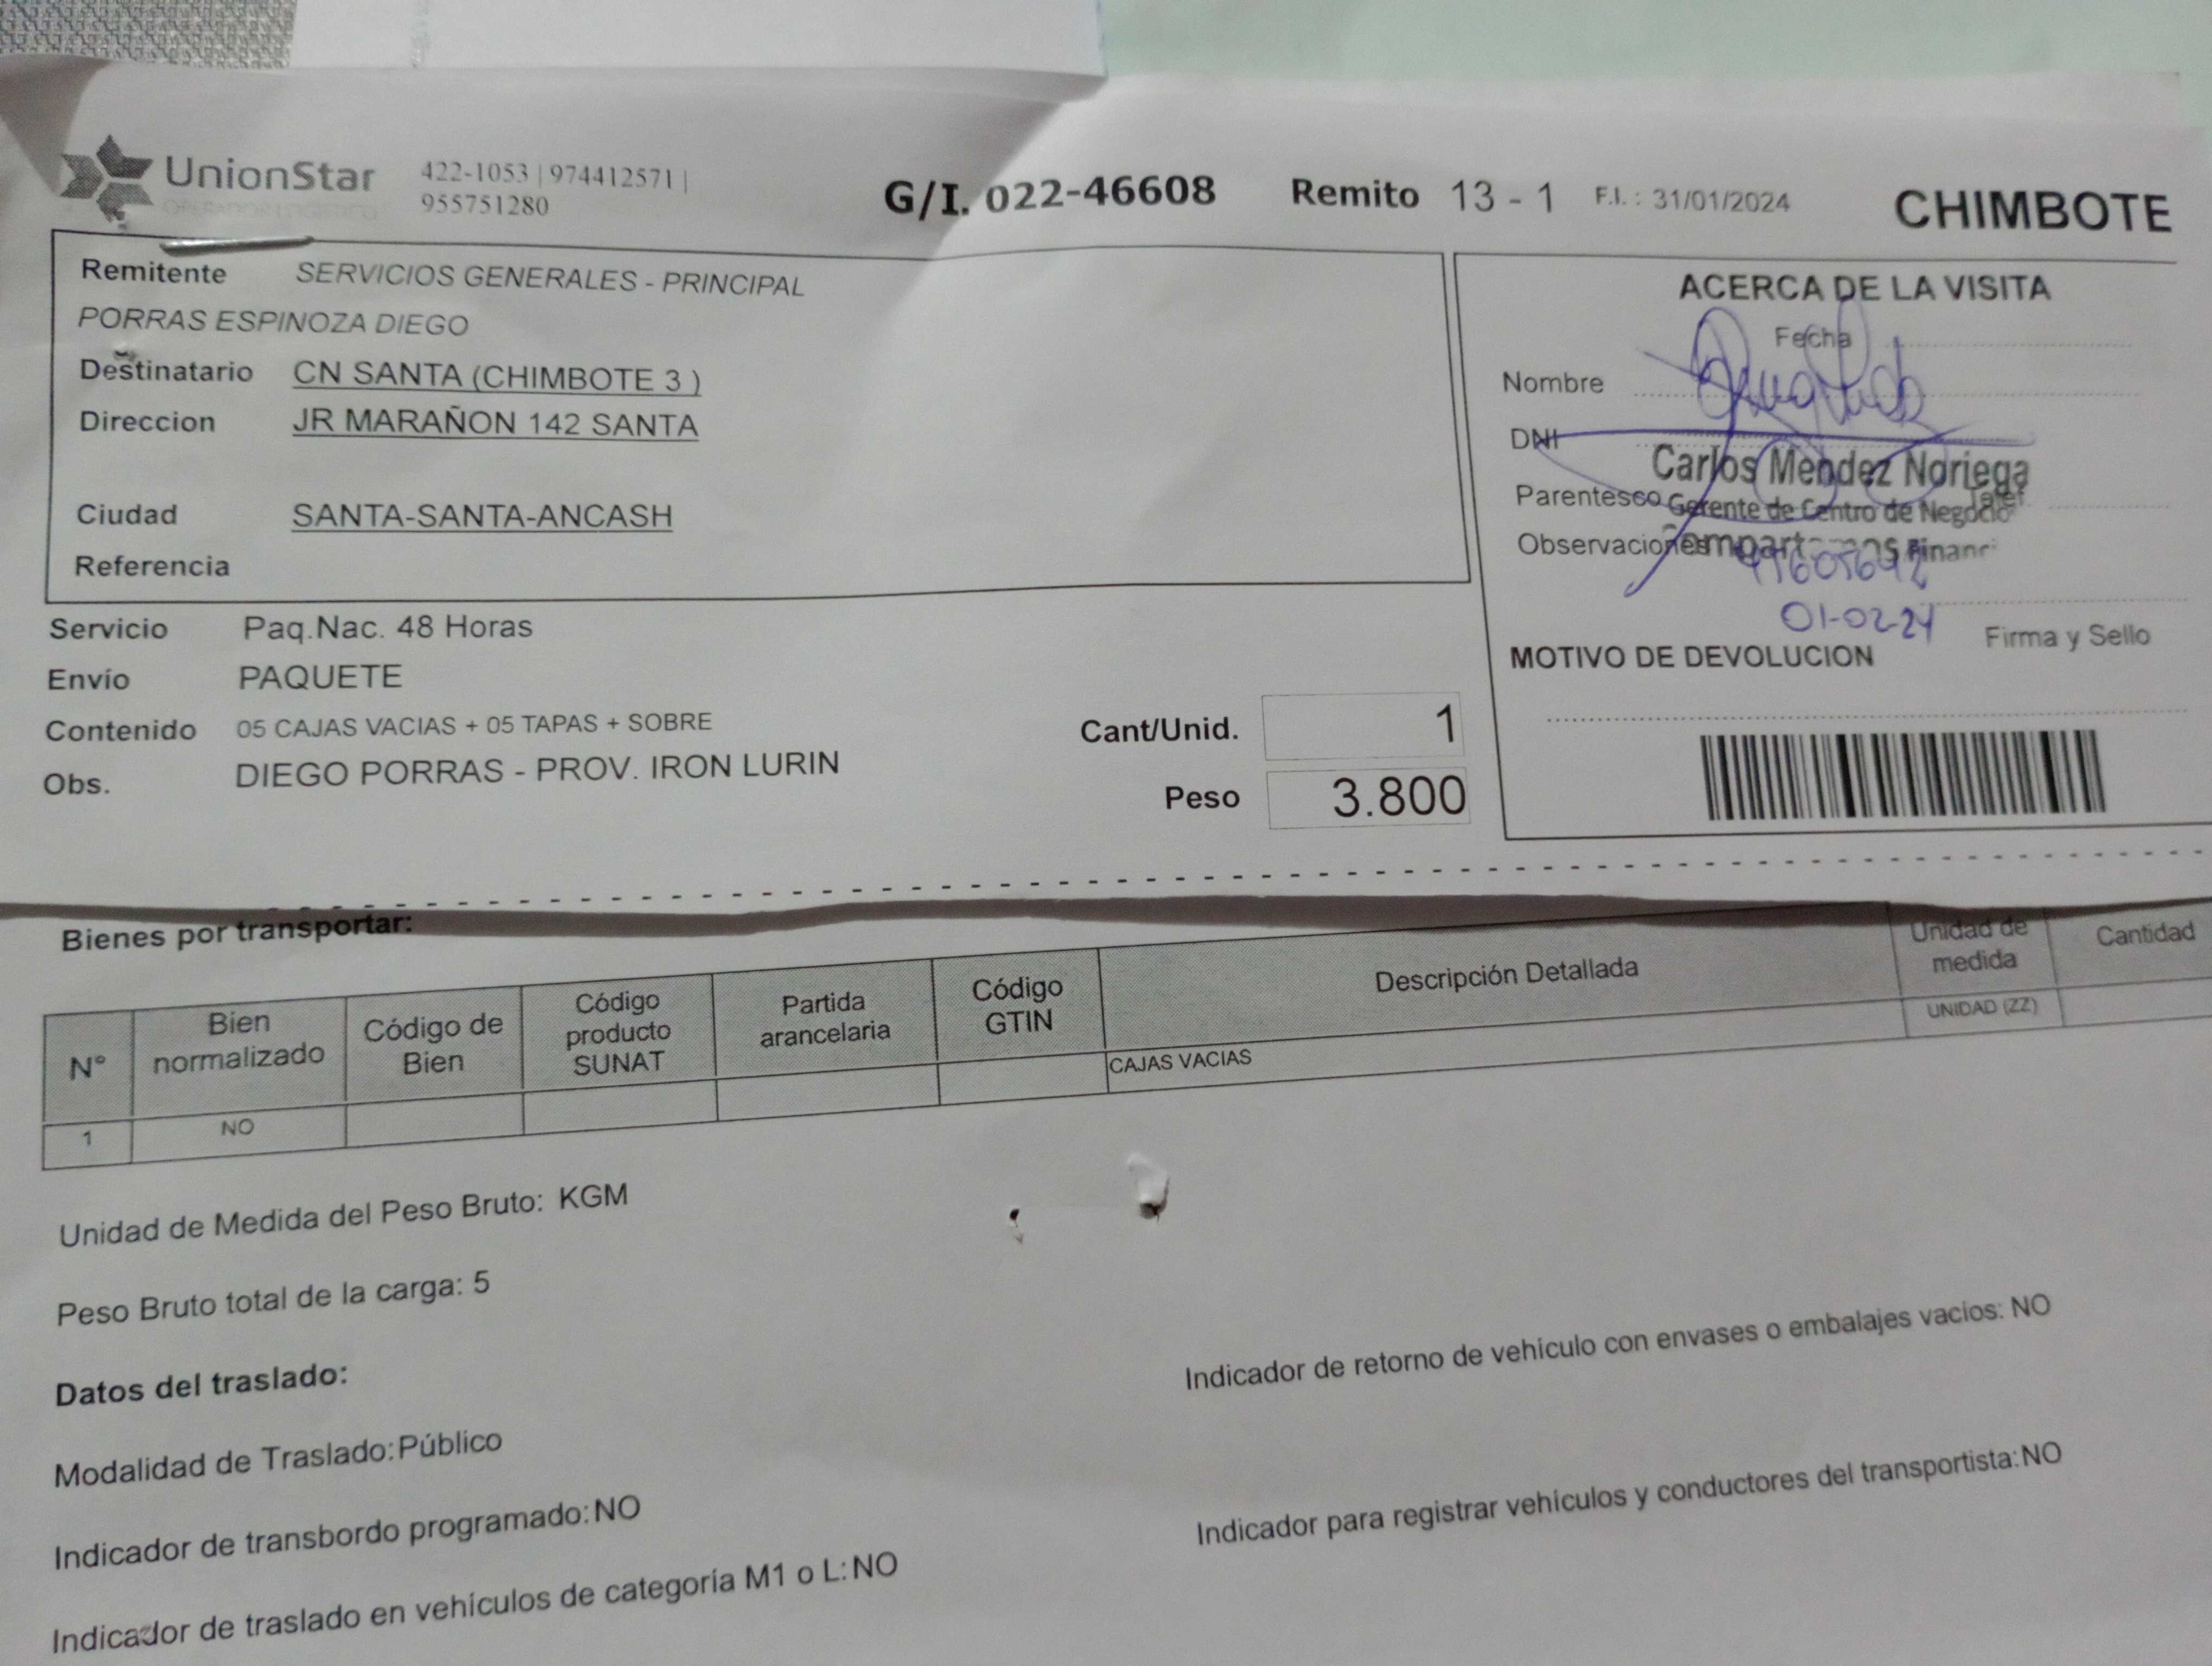 UnionStar
OPERADOR LOGISTICO
422-1053 | 974412571 |
955751280
G/I. 022-46608 Remito 13 - 1 F.I. : 31/01/2024 CHIMBOTE
Remitente SERVICIOS GENERALES - PRINCIPAL
PORRAS ESPINOZA DIEGO
Destinatario CN SANTA (CHIMBOTE 3 )
Direccion JR MARAÑON 142 SANTA
Ciudad SANTA-SANTA-ANCASH
Referencia
Servicio Paq.Nac. 48 Horas
Envío PAQUETE
Contenido 05 CAJAS VACIAS + 05 TAPAS + SOBRE
Obs. DIEGO PORRAS - PROV. IRON LURIN
Cant/Unid. 1
Peso 3.800
ACERCA DE LA VISITA
Fecha
Nombre
DNI
Carlos Mendez Noriega
Parentesco Telef
Gerente de Centro de Negocio
Observaciones
01-02-24
Firma y Sello
MOTIVO DE DEVOLUCION
Bienes por transportar:
N° Bien normalizado Código de Bien Código producto SUNAT Partida arancelaria Código GTIN Descripción Detallada Unidad de medida Cantidad
1 NO CAJAS VACIAS UNIDAD (ZZ)
Unidad de Medida del Peso Bruto: KGM
Peso Bruto total de la carga: 5
Datos del traslado:
Modalidad de Traslado:Público
Indicador de transbordo programado:NO
Indicador de traslado en vehículos de categoría M1 o L:NO
Indicador de retorno de vehículo con envases o embalajes vacios: NO
Indicador para registrar vehículos y conductores del transportista:NO